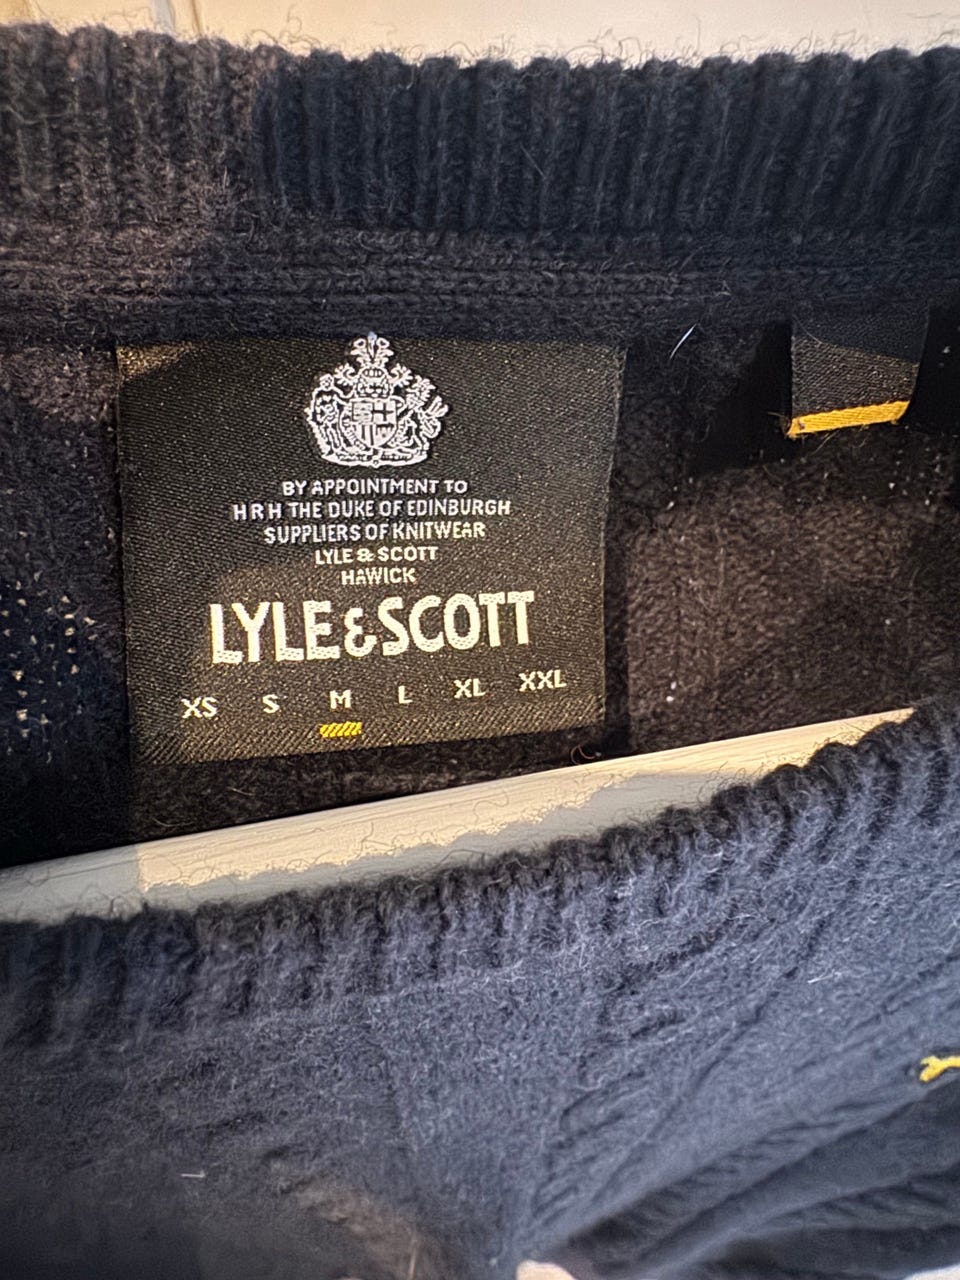 BY APPOINTMENT TO
HRH THE DUKE OF EDINBURGH
SUPPLIERS OF KNITWEAR
LYLE & SCOTT
HAWICK
LYLE & SCOTT
XS S M L XL XXL